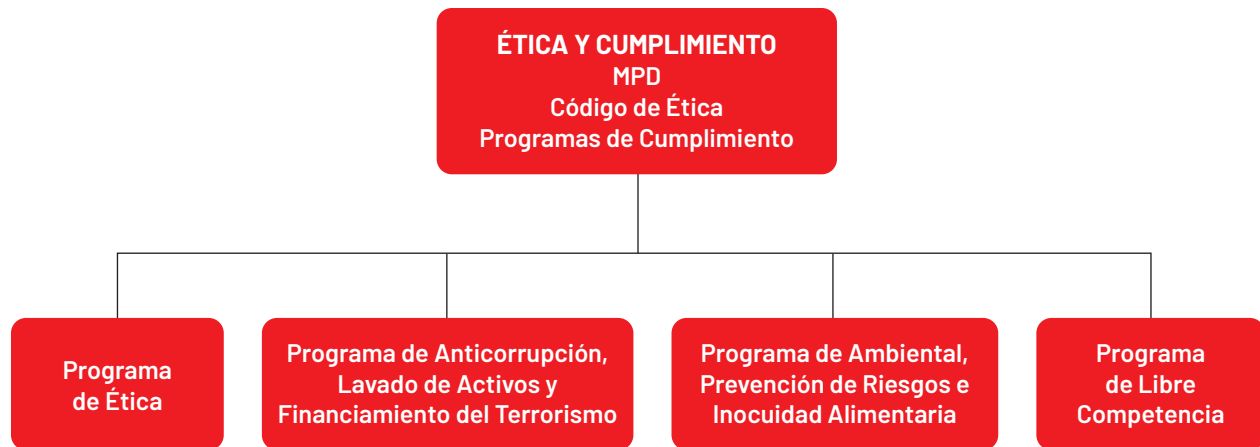 ÉTICA Y CUMPLIMIENTO
MPD
Código de Ética
Programas de Cumplimiento
Programa
de Ética
Programa de Anticorrupción,
Lavado de Activos y
Financiamiento del Terrorismo
Programa de Ambiental,
Prevención de Riesgos e
Inocuidad Alimentaria
Programa
de Libre
Competencia